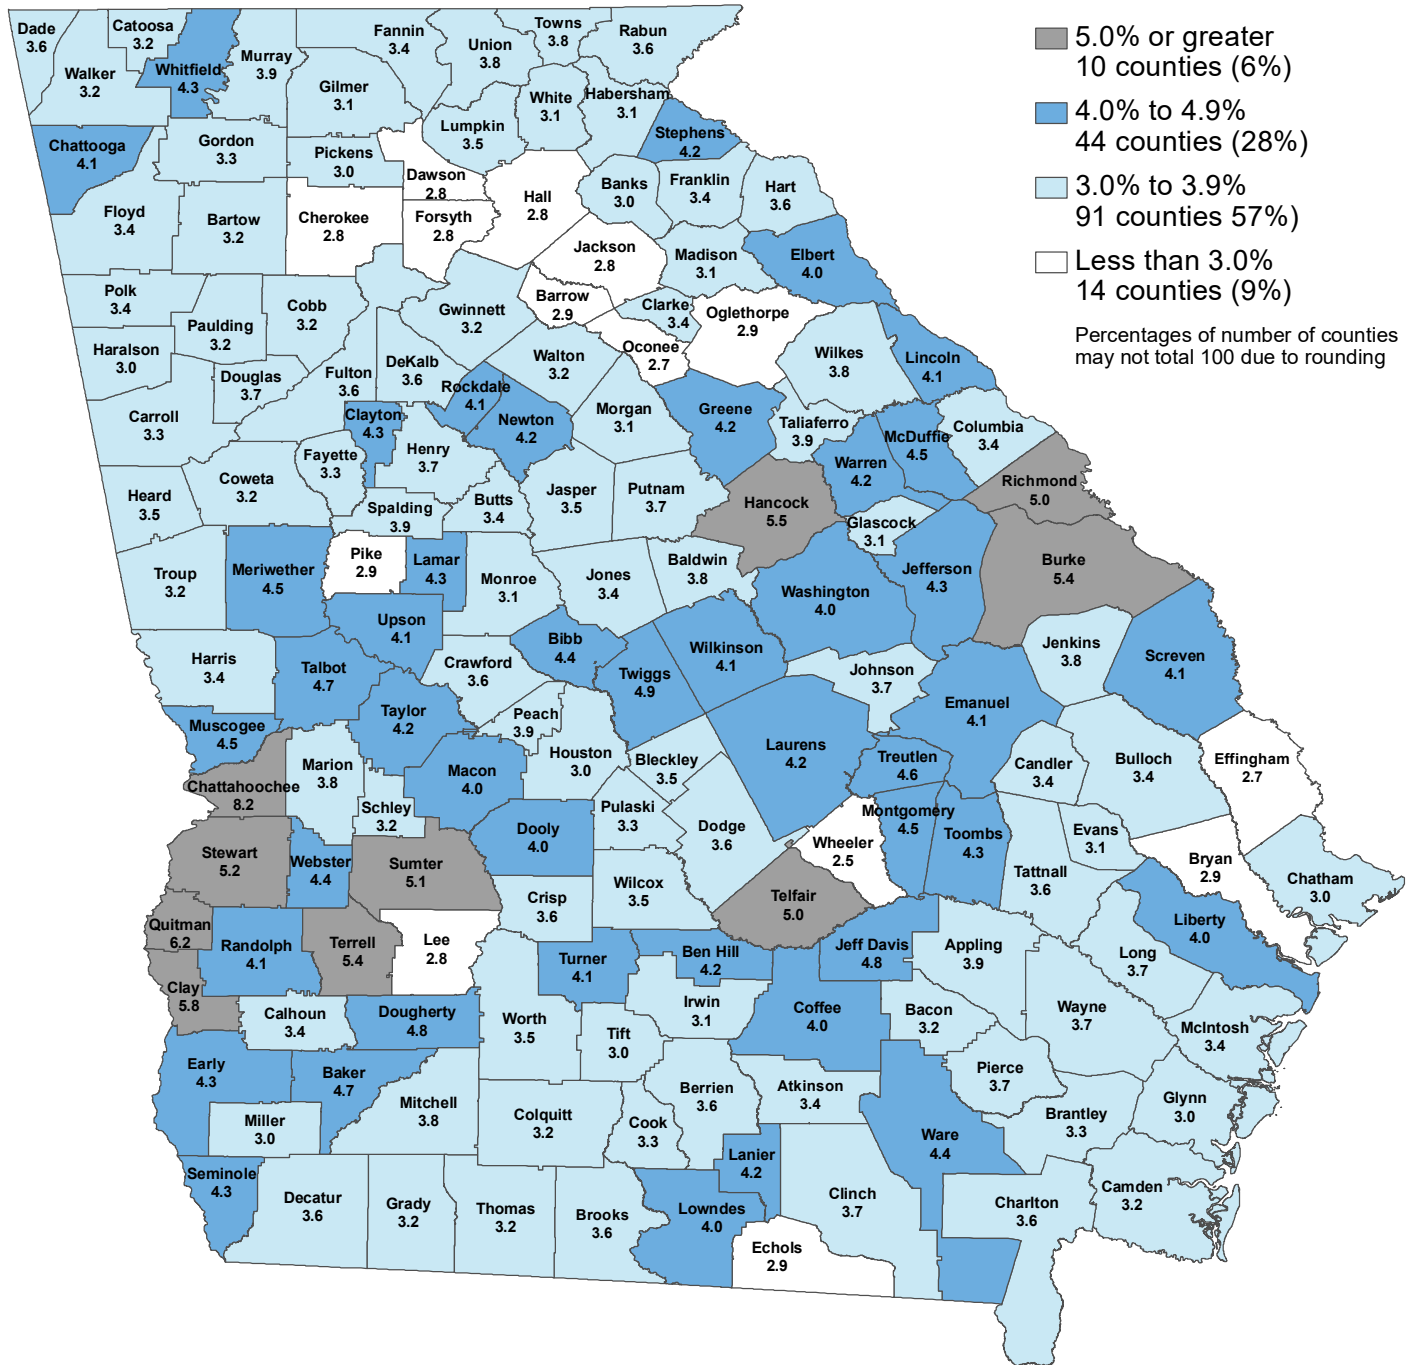 Dade
3.6
Catoosa
3.2
Whitfield
4.3
Murray
3.9
Fannin
3.4
Union
3.8
Towns
3.8
Rabun
3.6
Walker
3.2
Gilmer
3.1
Lumpkin
3.5
White
3.1
Habersham
3.1
Stephens
4.2
Chattooga
4.1
Gordon
3.3
Pickens
3.0
Dawson
2.8
Hall
2.8
Banks
3.0
Franklin
3.4
Hart
3.6
Floyd
3.4
Bartow
3.2
Cherokee
2.8
Forsyth
2.8
Jackson
2.8
Madison
3.1
Elbert
4.0
Polk
3.4
Paulding
3.2
Cobb
3.2
Gwinnett
3.2
Barrow
2.9
Clarke
3.4
Oglethorpe
2.9
Oconee
2.7
Haralson
3.0
Douglas
3.7
Fulton
3.6
DeKalb
3.6
Rockdale
4.1
Walton
3.2
Wilkes
3.8
Lincoln
4.1
Carroll
3.3
Clayton
4.3
Newton
4.2
Morgan
3.1
Greene
4.2
Taliaferro
3.9
McDuffie
4.5
Columbia
3.4
Fayette
3.3
Henry
3.7
Warren
4.2
Richmond
5.0
Heard
3.5
Coweta
3.2
Spalding
3.9
Butts
3.4
Jasper
3.5
Putnam
3.7
Hancock
5.5
Glascock
3.1
Troup
3.2
Meriwether
4.5
Pike
2.9
Lamar
4.3
Monroe
3.1
Jones
3.4
Baldwin
3.8
Washington
4.0
Jefferson
4.3
Burke
5.4
Upson
4.1
Bibb
4.4
Wilkinson
4.1
Jenkins
3.8
Screven
4.1
Harris
3.4
Talbot
4.7
Crawford
3.6
Twiggs
4.9
Johnson
3.7
Emanuel
4.1
Muscogee
4.5
Taylor
4.2
Peach
3.9
Houston
3.0
Bleckley
3.5
Laurens
4.2
Treutlen
4.6
Candler
3.4
Bulloch
3.4
Effingham
2.7
Chattahoochee
8.2
Marion
3.8
Schley
3.2
Macon
4.0
Dooly
4.0
Pulaski
3.3
Dodge
3.6
Wheeler
2.5
Montgomery
4.5
Toombs
4.3
Evans
3.1
Tattnall
3.6
Bryan
2.9
Chatham
3.0
Stewart
5.2
Webster
4.4
Sumter
5.1
Crisp
3.6
Wilcox
3.5
Telfair
5.0
Liberty
4.0
Quitman
6.2
Randolph
4.1
Terrell
5.4
Lee
2.8
Turner
4.1
Ben Hill
4.2
Jeff Davis
4.8
Appling
3.9
Long
3.7
Clay
5.8
Calhoun
3.4
Dougherty
4.8
Worth
3.5
Tift
3.0
Irwin
3.1
Coffee
4.0
Bacon
3.2
Wayne
3.7
McIntosh
3.4
Early
4.3
Baker
4.7
Mitchell
3.8
Miller
3.0
Colquitt
3.2
Cook
3.3
Berrien
3.6
Atkinson
3.4
Pierce
3.7
Brantley
3.3
Glynn
3.0
Ware
4.4
Seminole
4.3
Decatur
3.6
Grady
3.2
Thomas
3.2
Brooks
3.6
Lowndes
4.0
Lanier
4.2
Clinch
3.7
Echols
2.9
Charlton
3.6
Camden
3.2
5.0% or greater
10 counties (6%)
4.0% to 4.9%
44 counties (28%)
3.0% to 3.9%
91 counties 57%)
Less than 3.0%
14 counties (9%)
Percentages of number of counties
may not total 100 due to rounding